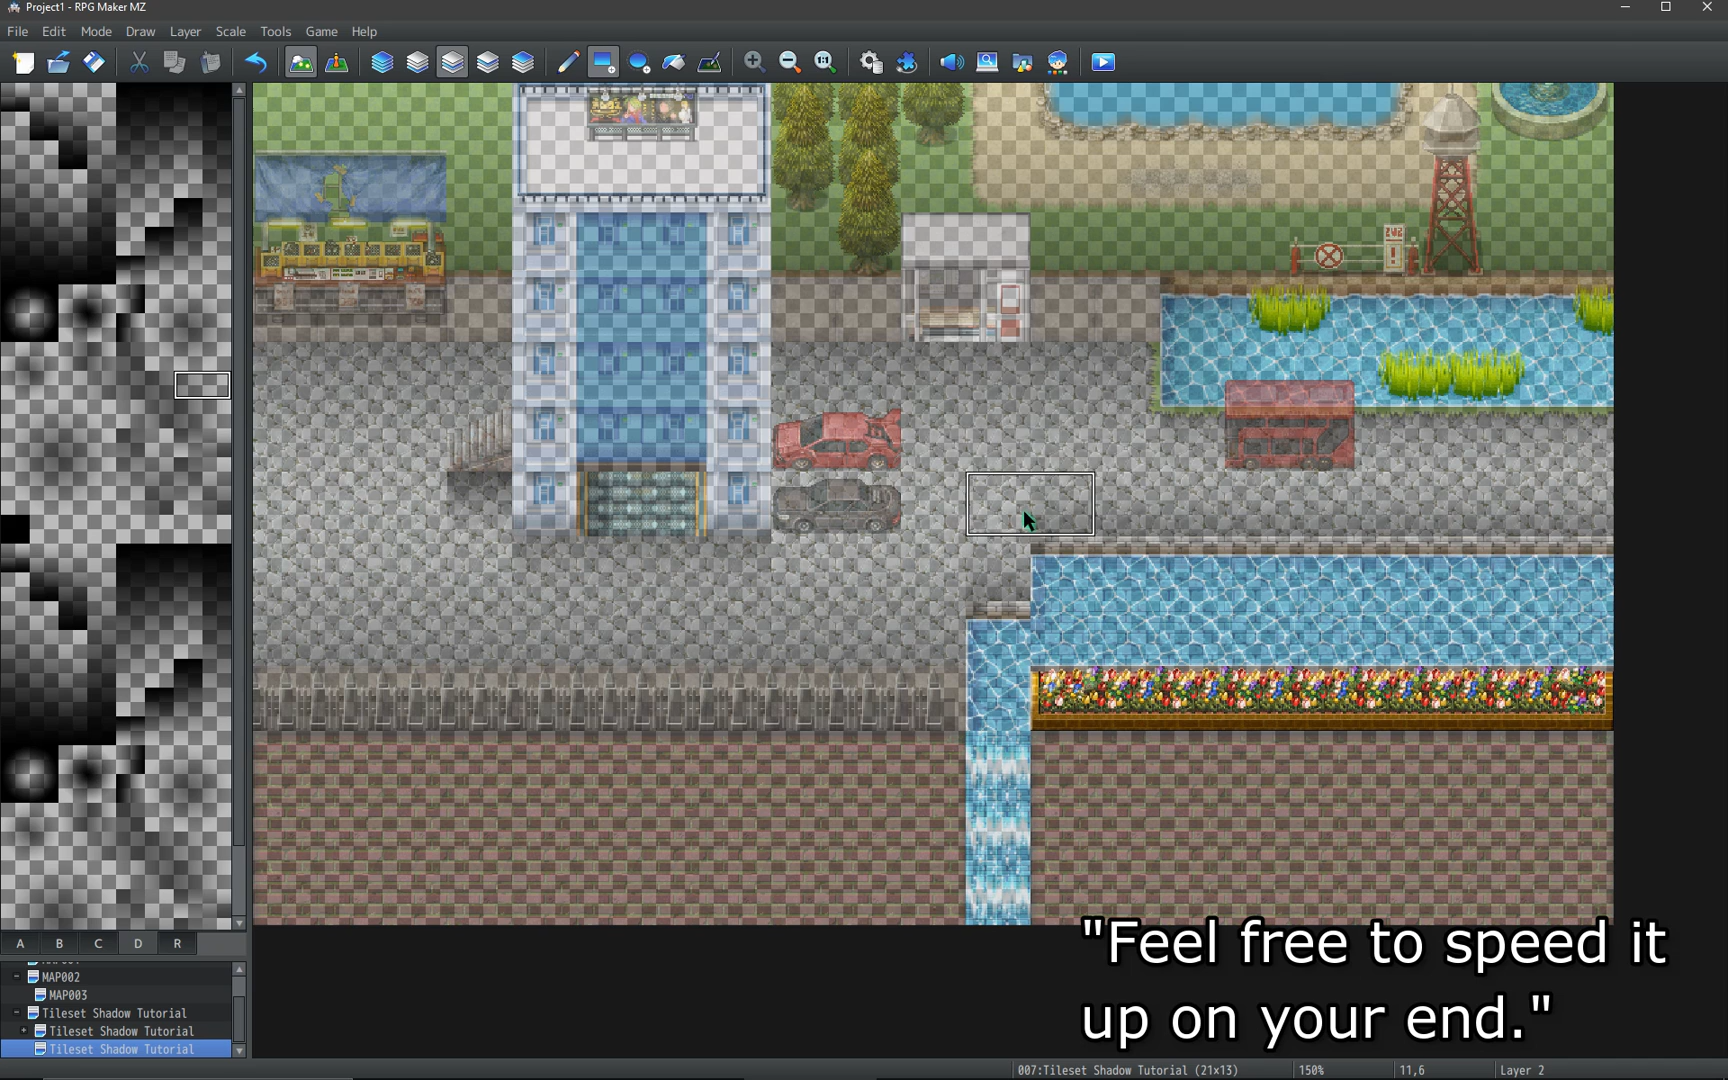 Project1 - RPG Maker MZ
File Edit Mode Draw Layer Scale Tools Game Help
1:1
A B C D R
MAP002
MAP003
Tileset Shadow Tutorial
Tileset Shadow Tutorial
Tileset Shadow Tutorial
"Feel free to speed it
up on your end."
007:Tileset Shadow Tutorial (21x13) 150% 11,6 Layer 2